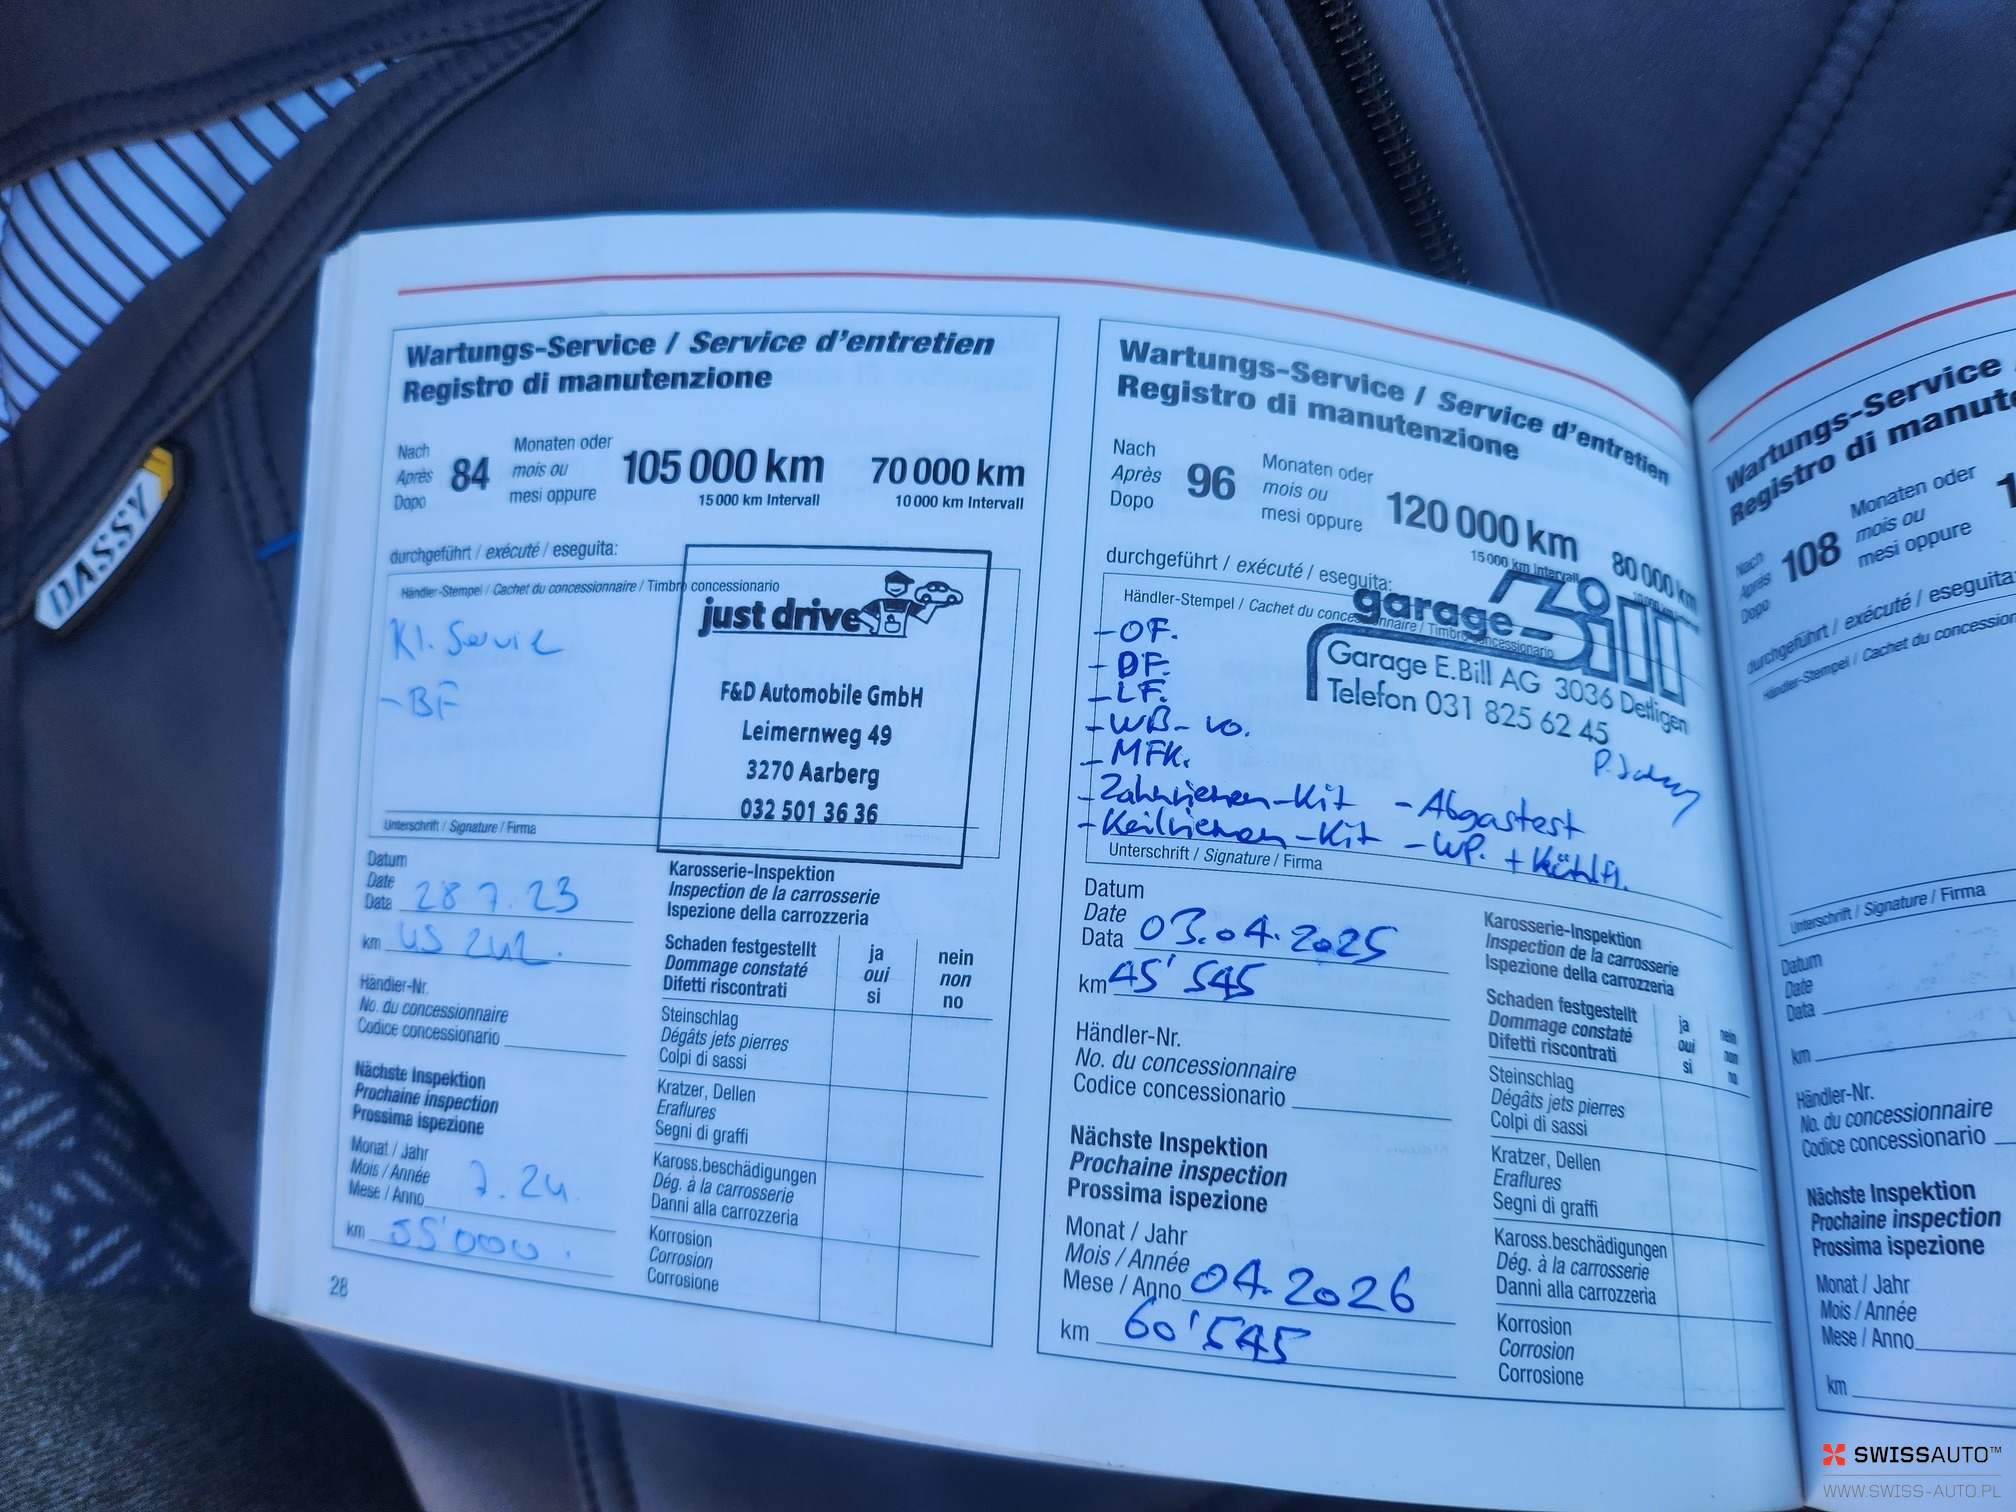 DASSY
Wartungs-Service / Service d'entretien
Registro di manutenzione
Nach
Après
Dopo
84
Monaten oder
mois ou
mesi oppure
105 000 km
15 000 km Intervall
70 000 km
10 000 km Intervall
durchgeführt / exécuté / eseguita:
Händler-Stempel / Cachet du concessionnaire / Timbro concessionario
Kl. Service
- BF
just drive
F&D Automobile GmbH
Leimernweg 49
3270 Aarberg
032 501 36 36
Unterschrift / Signature / Firma
Datum
Date
Data 28 7. 23
km 45 242.
Händler-Nr.
No. du concessionnaire
Codice concessionario
Nächste Inspektion
Prochaine inspection
Prossima ispezione
Monat / Jahr
Mois / Année
Mese / Anno 7. 24.
km 55'000.
Karosserie-Inspektion
Inspection de la carrosserie
Ispezione della carrozzeria
Schaden festgestellt
Dommage constaté
Difetti riscontrati
ja
oui
si
nein
non
no
Steinschlag
Dégâts jets pierres
Colpi di sassi
Kratzer, Dellen
Eraflures
Segni di graffi
Kaross.beschädigungen
Dég. à la carrosserie
Danni alla carrozzeria
Korrosion
Corrosion
Corrosione
28
Wartungs-Service / Service d'entretien
Registro di manutenzione
Nach
Après
Dopo
96
Monaten oder
mois ou
mesi oppure
120 000 km
15 000 km Intervall
80 000 km
durchgeführt / exécuté / eseguita:
Händler-Stempel / Cachet du concessionnaire / Timbro concessionario
garage Bill
Garage E.Bill AG 3036 Detligen
Telefon 031 825 62 45
- OF.
- DF.
- LF.
- WB- vo.
- MFK.
- Zahnriemen-Kit - Abgastest
- Keilriemen-Kit - WP. + Kühlfl.
Unterschrift / Signature / Firma
Datum
Date
Data 03.04.2025
km 45'545
Händler-Nr.
No. du concessionnaire
Codice concessionario
Nächste Inspektion
Prochaine inspection
Prossima ispezione
Monat / Jahr
Mois / Année
Mese / Anno 04.2026
km 60'545
Karosserie-Inspektion
Inspection de la carrosserie
Ispezione della carrozzeria
Schaden festgestellt
Dommage constaté
Difetti riscontrati
ja
oui
si
nein
non
no
Steinschlag
Dégâts jets pierres
Colpi di sassi
Kratzer, Dellen
Eraflures
Segni di graffi
Kaross.beschädigungen
Dég. à la carrosserie
Danni alla carrozzeria
Korrosion
Corrosion
Corrosione
Wartungs-Service
Registro di
Nach
Après
Dopo
108
Monaten oder
mois ou
mesi oppure
durchgeführt / exécuté / eseguita:
Händler-Stempel / Cachet du
Unterschrift / Signature / Firma
Datum
Date
Data
km
Händler-Nr.
No. du concessionnaire
Codice concessionario
Nächste Inspektion
Prochaine inspection
Prossima ispezione
Monat / Jahr
Mois / Année
Mese / Anno
km
SWISSAUTO™
WWW.SWISS-AUTO.PL